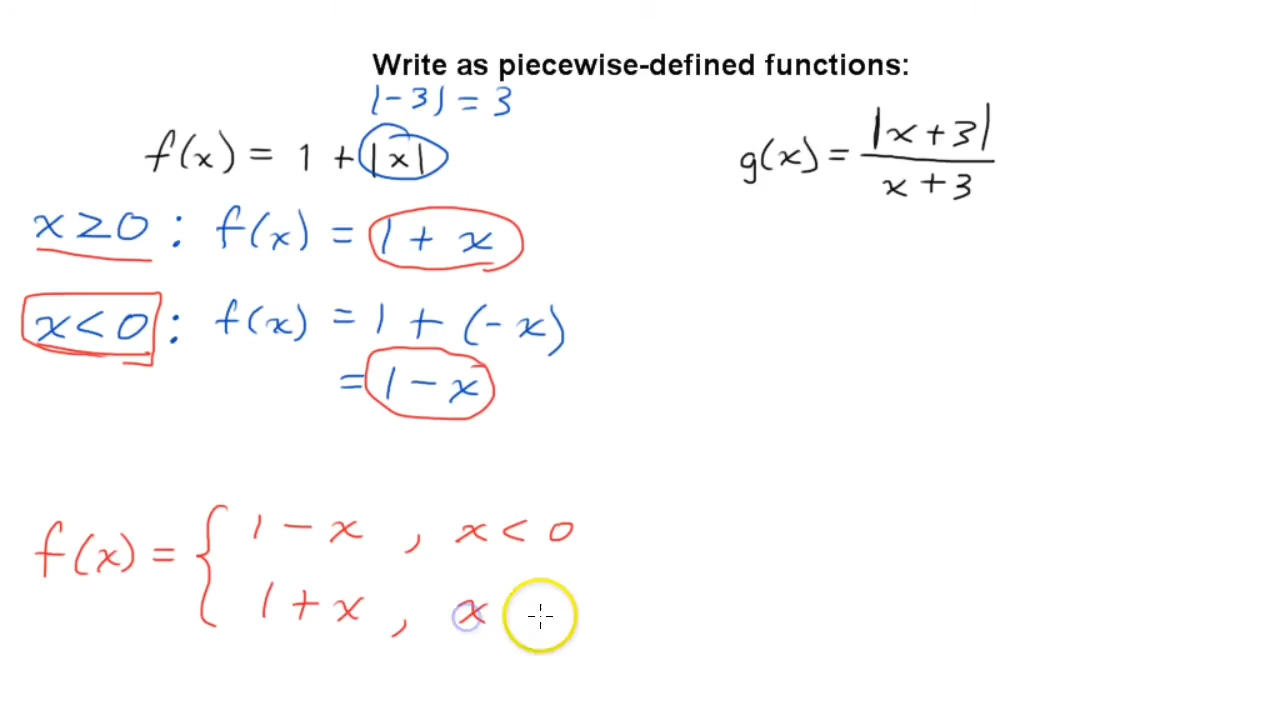 Write as piecewise-defined functions:
|-3| = 3
f(x) = 1 + |x|
x ≥ 0 : f(x) = 1 + x
x < 0 : f(x) = 1 + (-x)
= 1 - x
f(x) = { 1 - x , x < 0
1 + x , x
g(x) = |x + 3|
x + 3